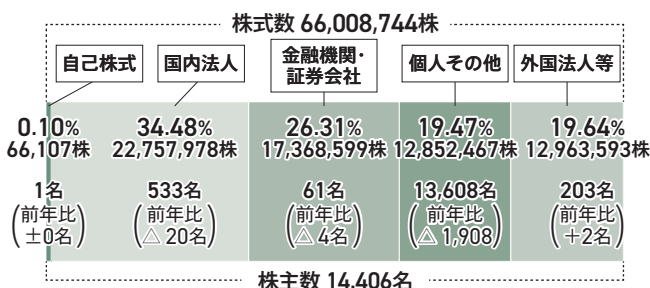 株式数 66,008,744株
自己株式
国内法人
金融機関・
証券会社
個人その他
外国法人等
0.10%
66,107株
34.48%
22,757,978株
26.31%
17,368,599株
19.47%
12,852,467株
19.64%
12,963,593株
1名
(前年比
±0名)
533名
(前年比
△20名)
61名
(前年比
△4名)
13,608名
(前年比
△1,908)
203名
(前年比
+2名)
株主数 14,406名